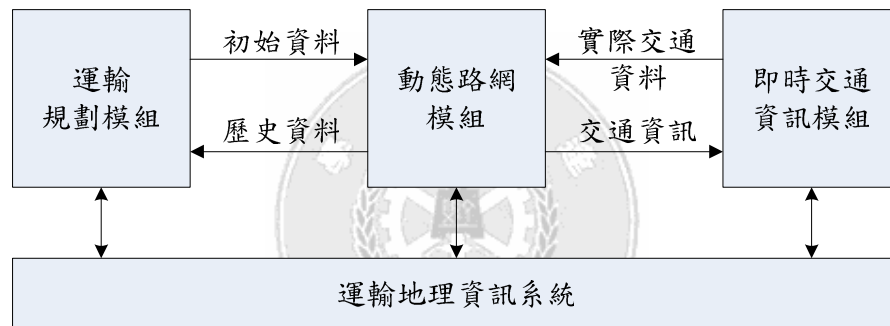 運輸
規劃模組
初始資料
歷史資料
動態路網
模組
實際交通
資料
交通資訊
即時交通
資訊模組
運輸地理資訊系統